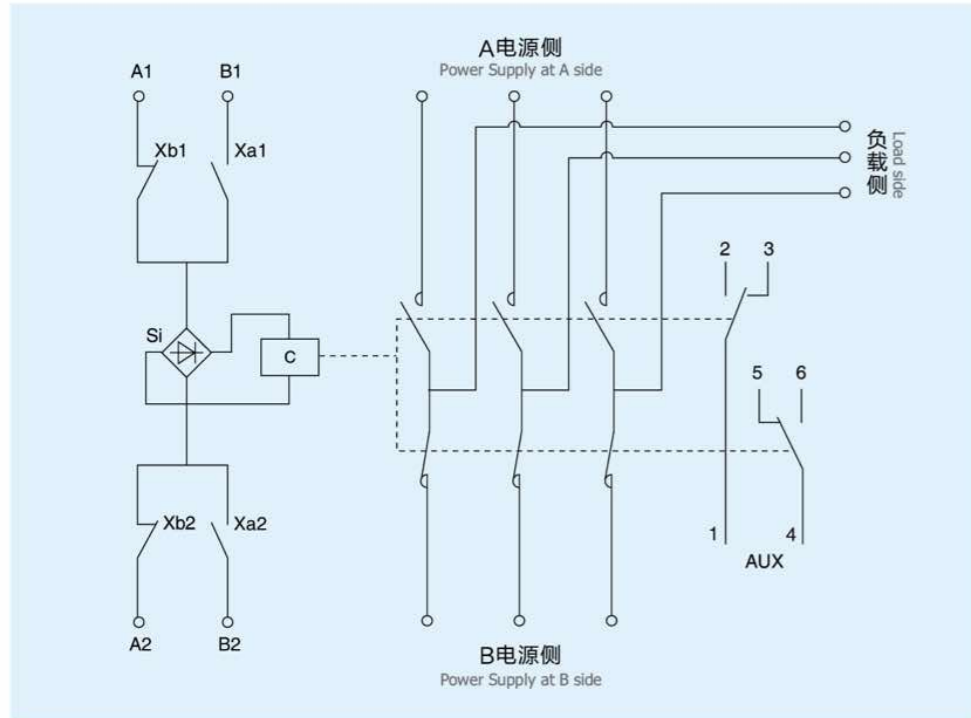 A电源侧
Power Supply at A side
A1
B1
负载侧
Load side
Xb1
Xa1
2
3
Si
C
5
6
Xb2
Xa2
1
4
AUX
A2
B2
B电源侧
Power Supply at B side